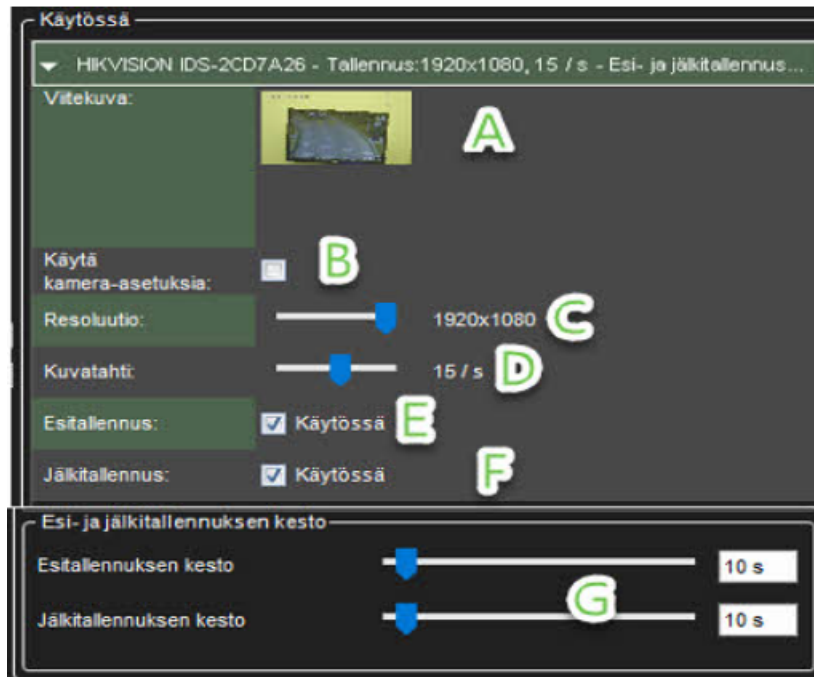 Käytössä
HIKVISION IDS-2CD7A26 - Tallennus:1920x1080, 15 / s - Esi- ja jälkitallennus...
Viitekuva:
A
Käytä
kamera-asetuksia:
B
Resoluutio: 1920x1080 C
Kuvatahti: 15 / s D
Esitallennus: Käytössä E
Jälkitallennus: Käytössä F
Esi- ja jälkitallennuksen kesto
Esitallennuksen kesto 10 s
G
Jälkitallennuksen kesto 10 s